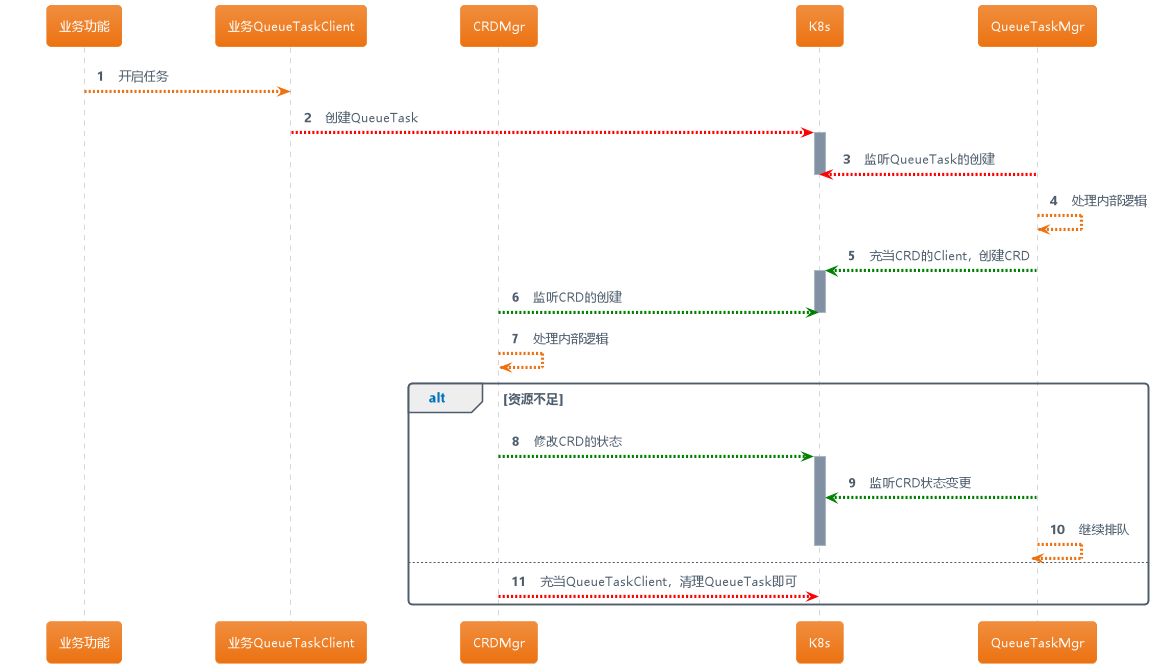 业务功能
业务QueueTaskClient
CRDMgr
K8s
QueueTaskMgr
1 开启任务
2 创建QueueTask
3 监听QueueTask的创建
4 处理内部逻辑
5 充当CRD的Client，创建CRD
6 监听CRD的创建
7 处理内部逻辑
alt [资源不足]
8 修改CRD的状态
9 监听CRD状态变更
10 继续排队
11 充当QueueTaskClient，清理QueueTask即可
业务功能
业务QueueTaskClient
CRDMgr
K8s
QueueTaskMgr